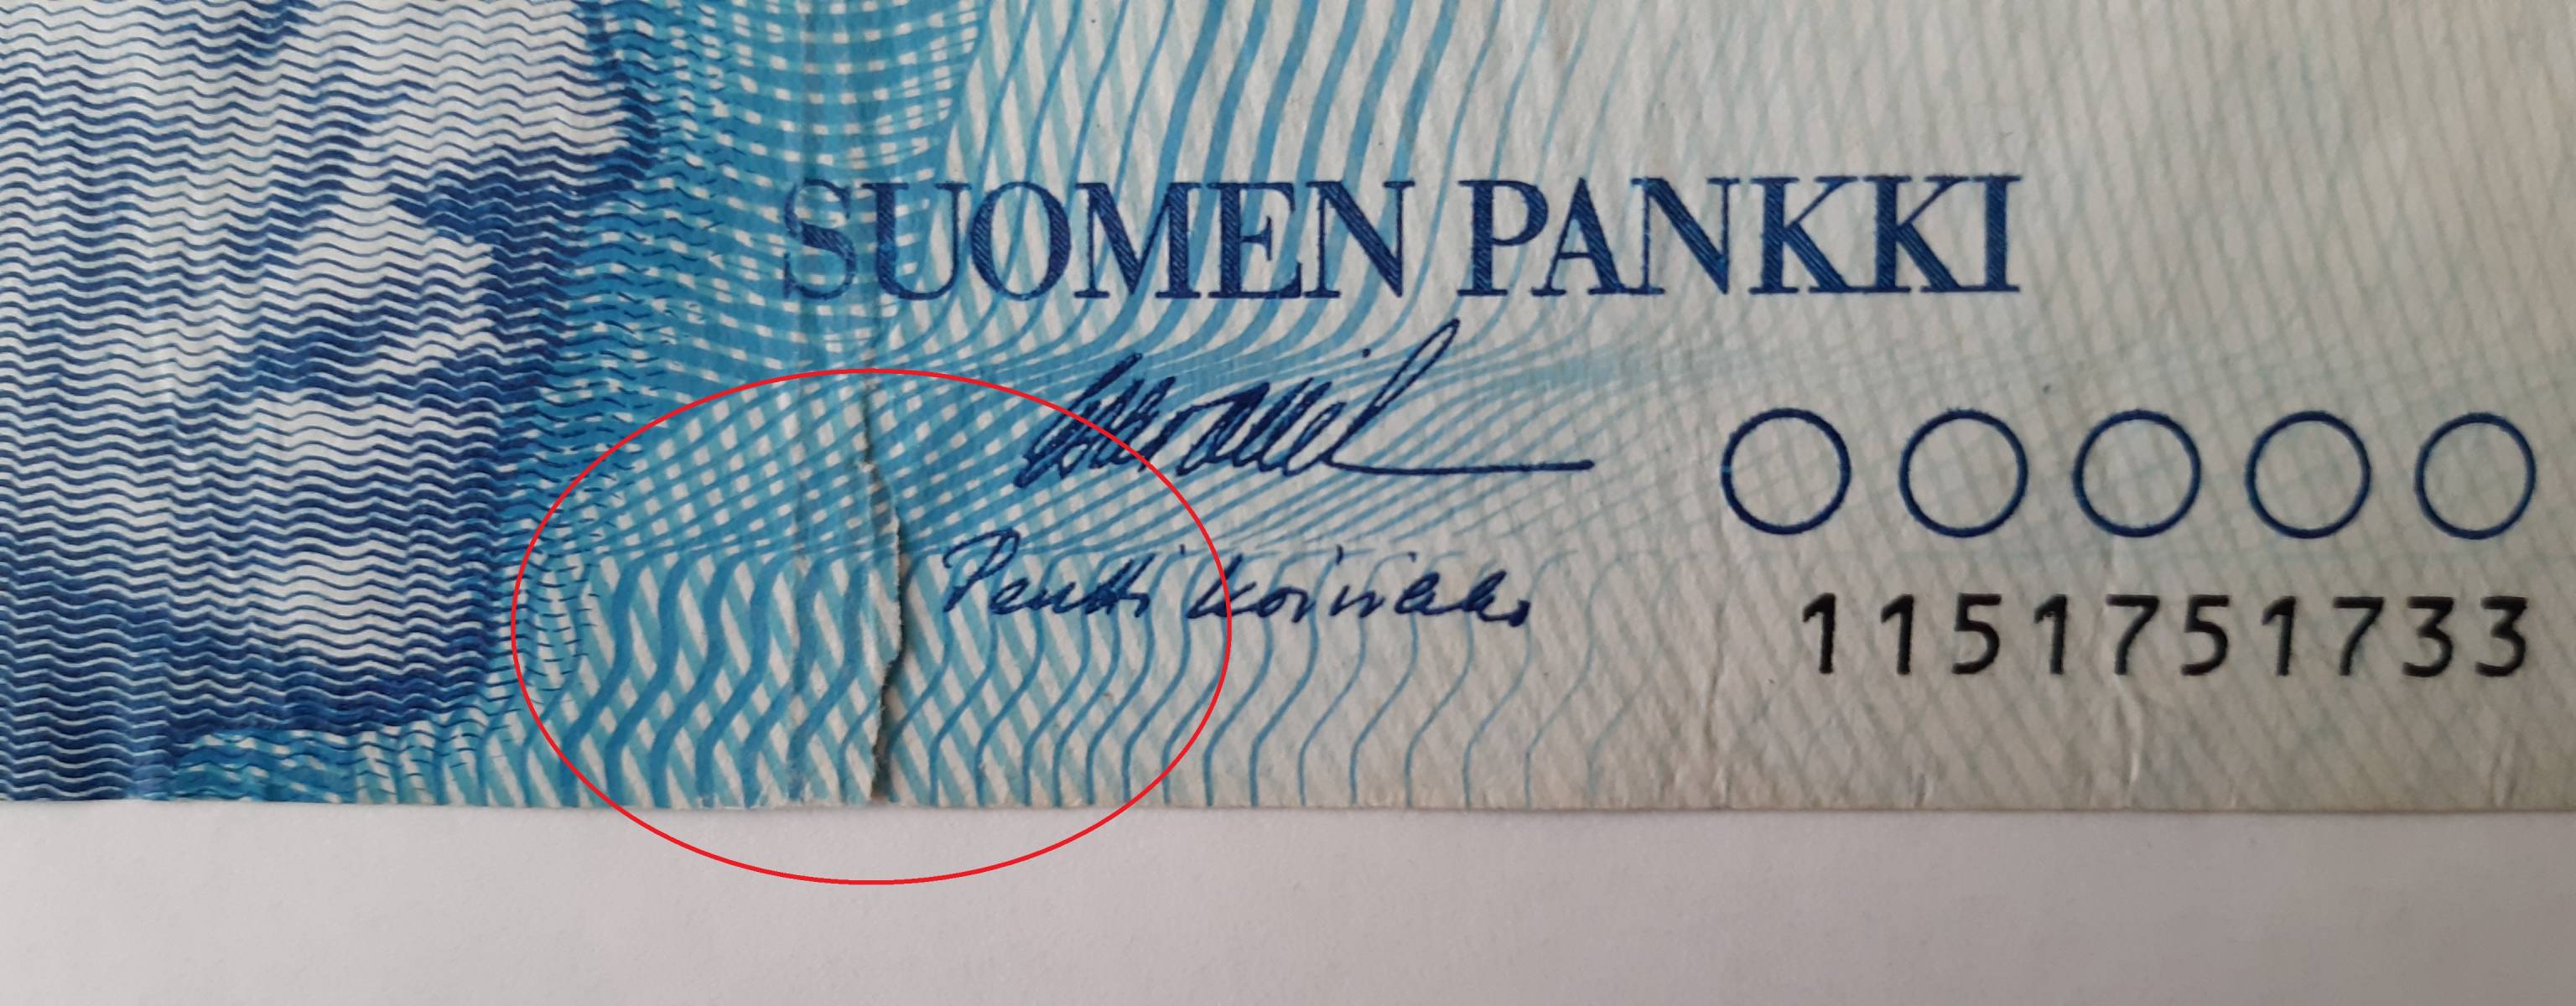 SUOMEN PANKKI
Pentti Koivikko
1151751733